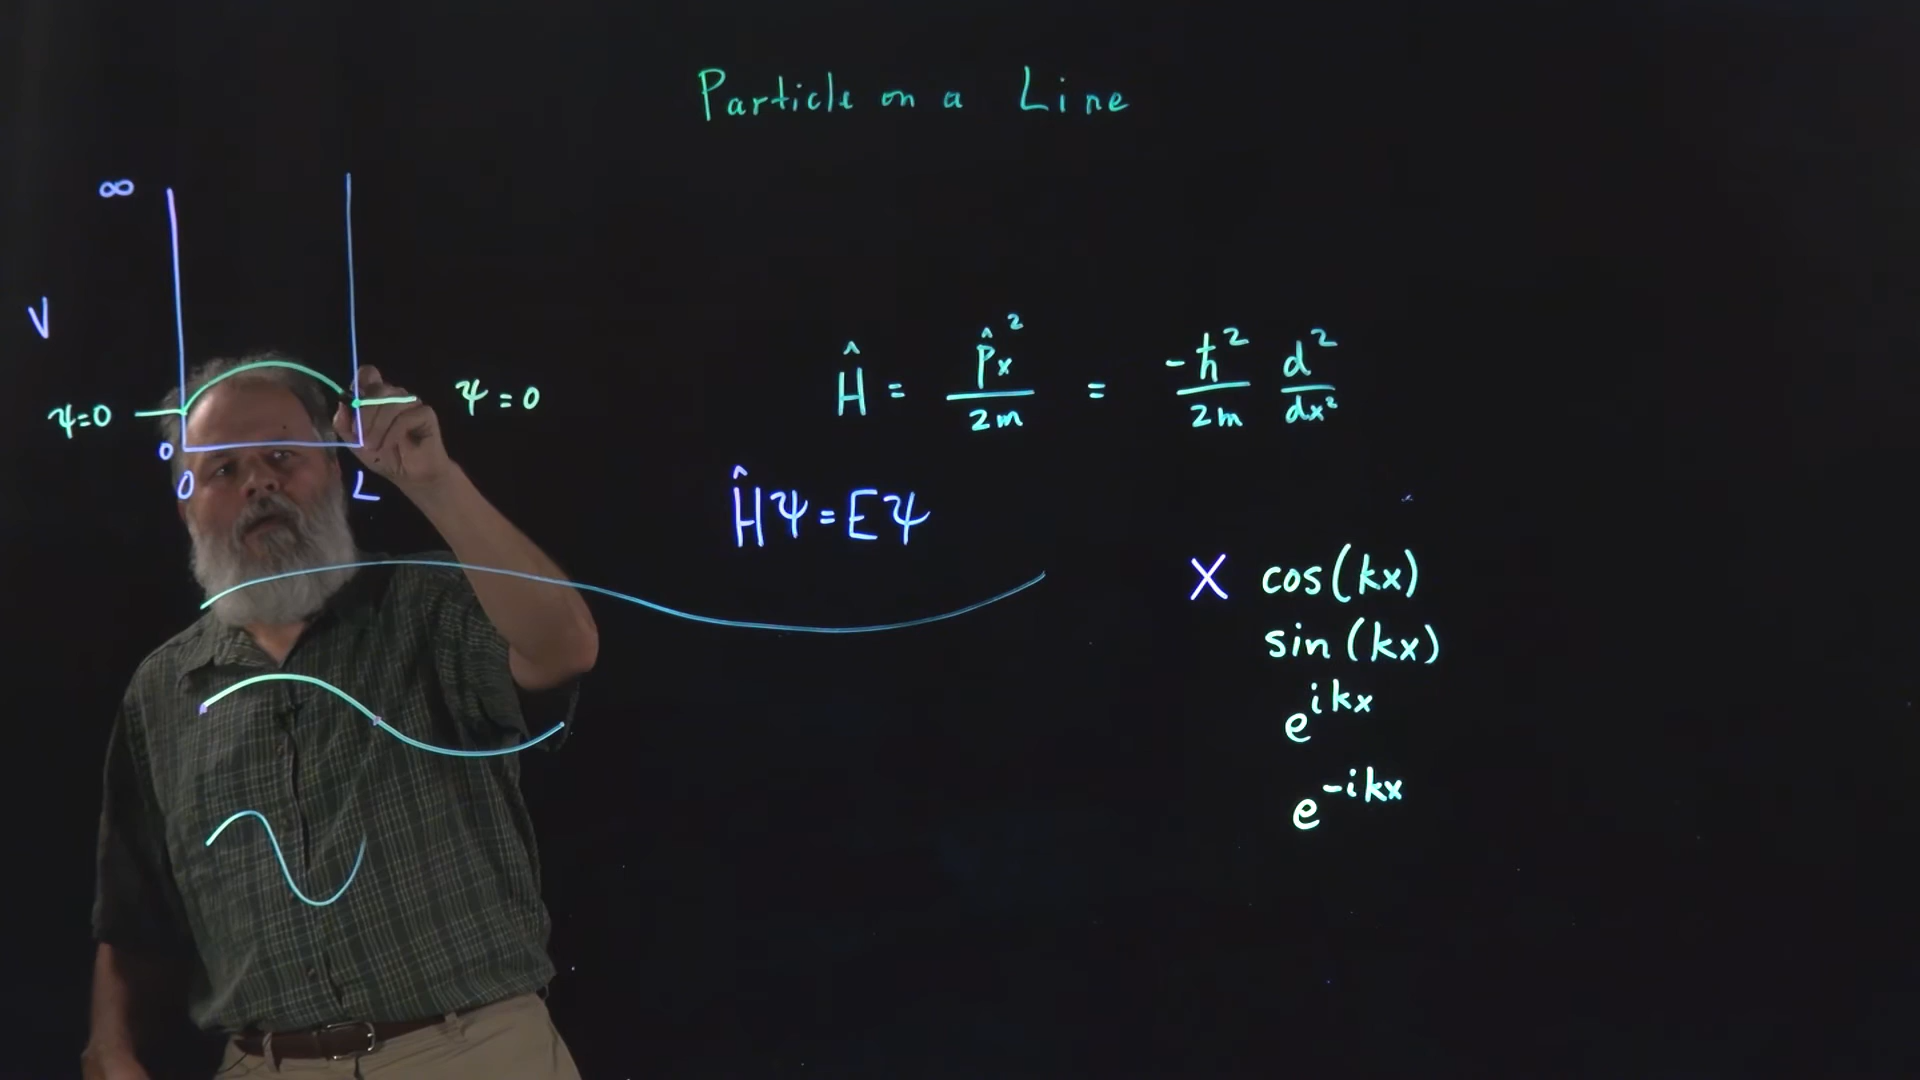 Particle on a Line
∞
V
ψ=0
ψ = 0
0
0 L
Ĥ = p̂x² / 2m = -ħ² / 2m d² / dx²
Ĥψ = Eψ
X cos(kx)
sin(kx)
e^ikx
e^-ikx